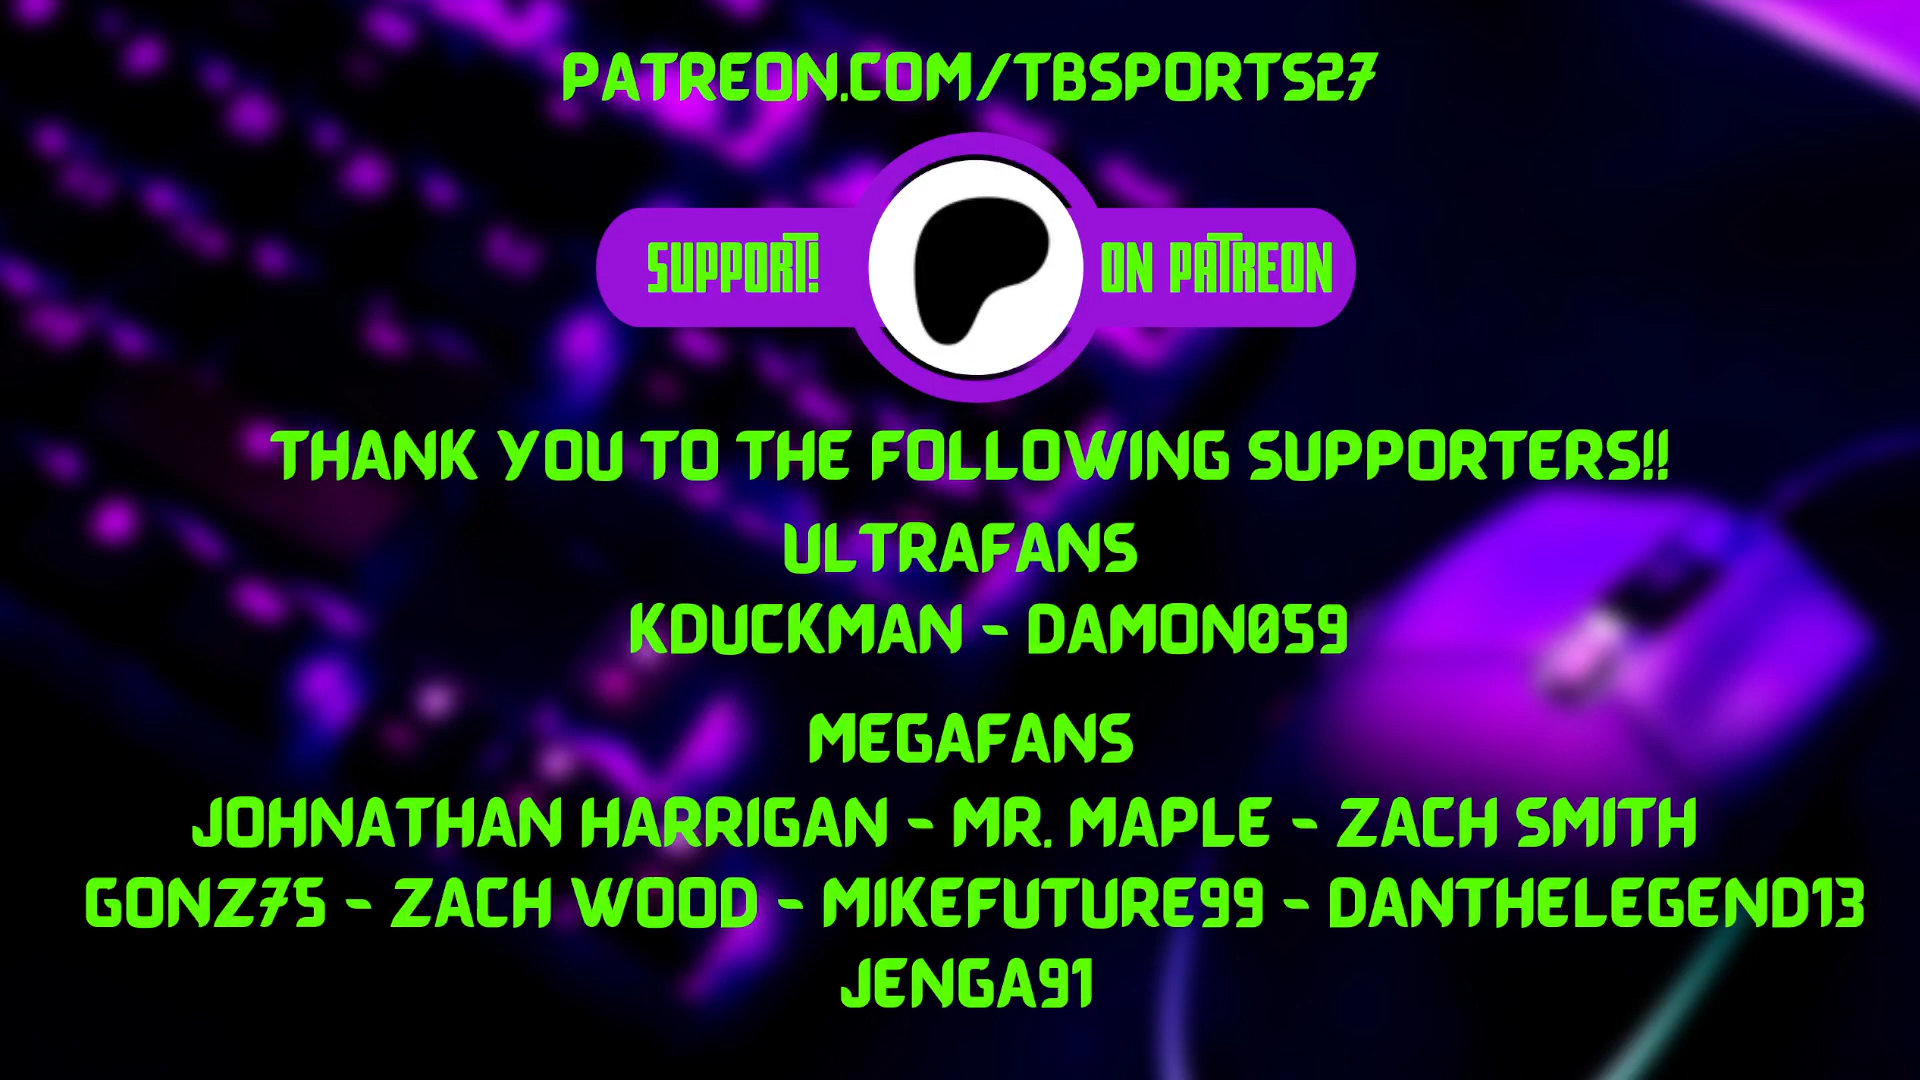 PATREON.COM/TBSPORTS27
SUPPORT! ON PATREON
THANK YOU TO THE FOLLOWING SUPPORTERS!!
ULTRAFANS
KDUCKMAN - DAMON059
MEGAFANS
JOHNATHAN HARRIGAN - MR. MAPLE - ZACH SMITH
GONZ75 - ZACH WOOD - MIKEFUTURE99 - DANTHELEGEND13
JENGA91